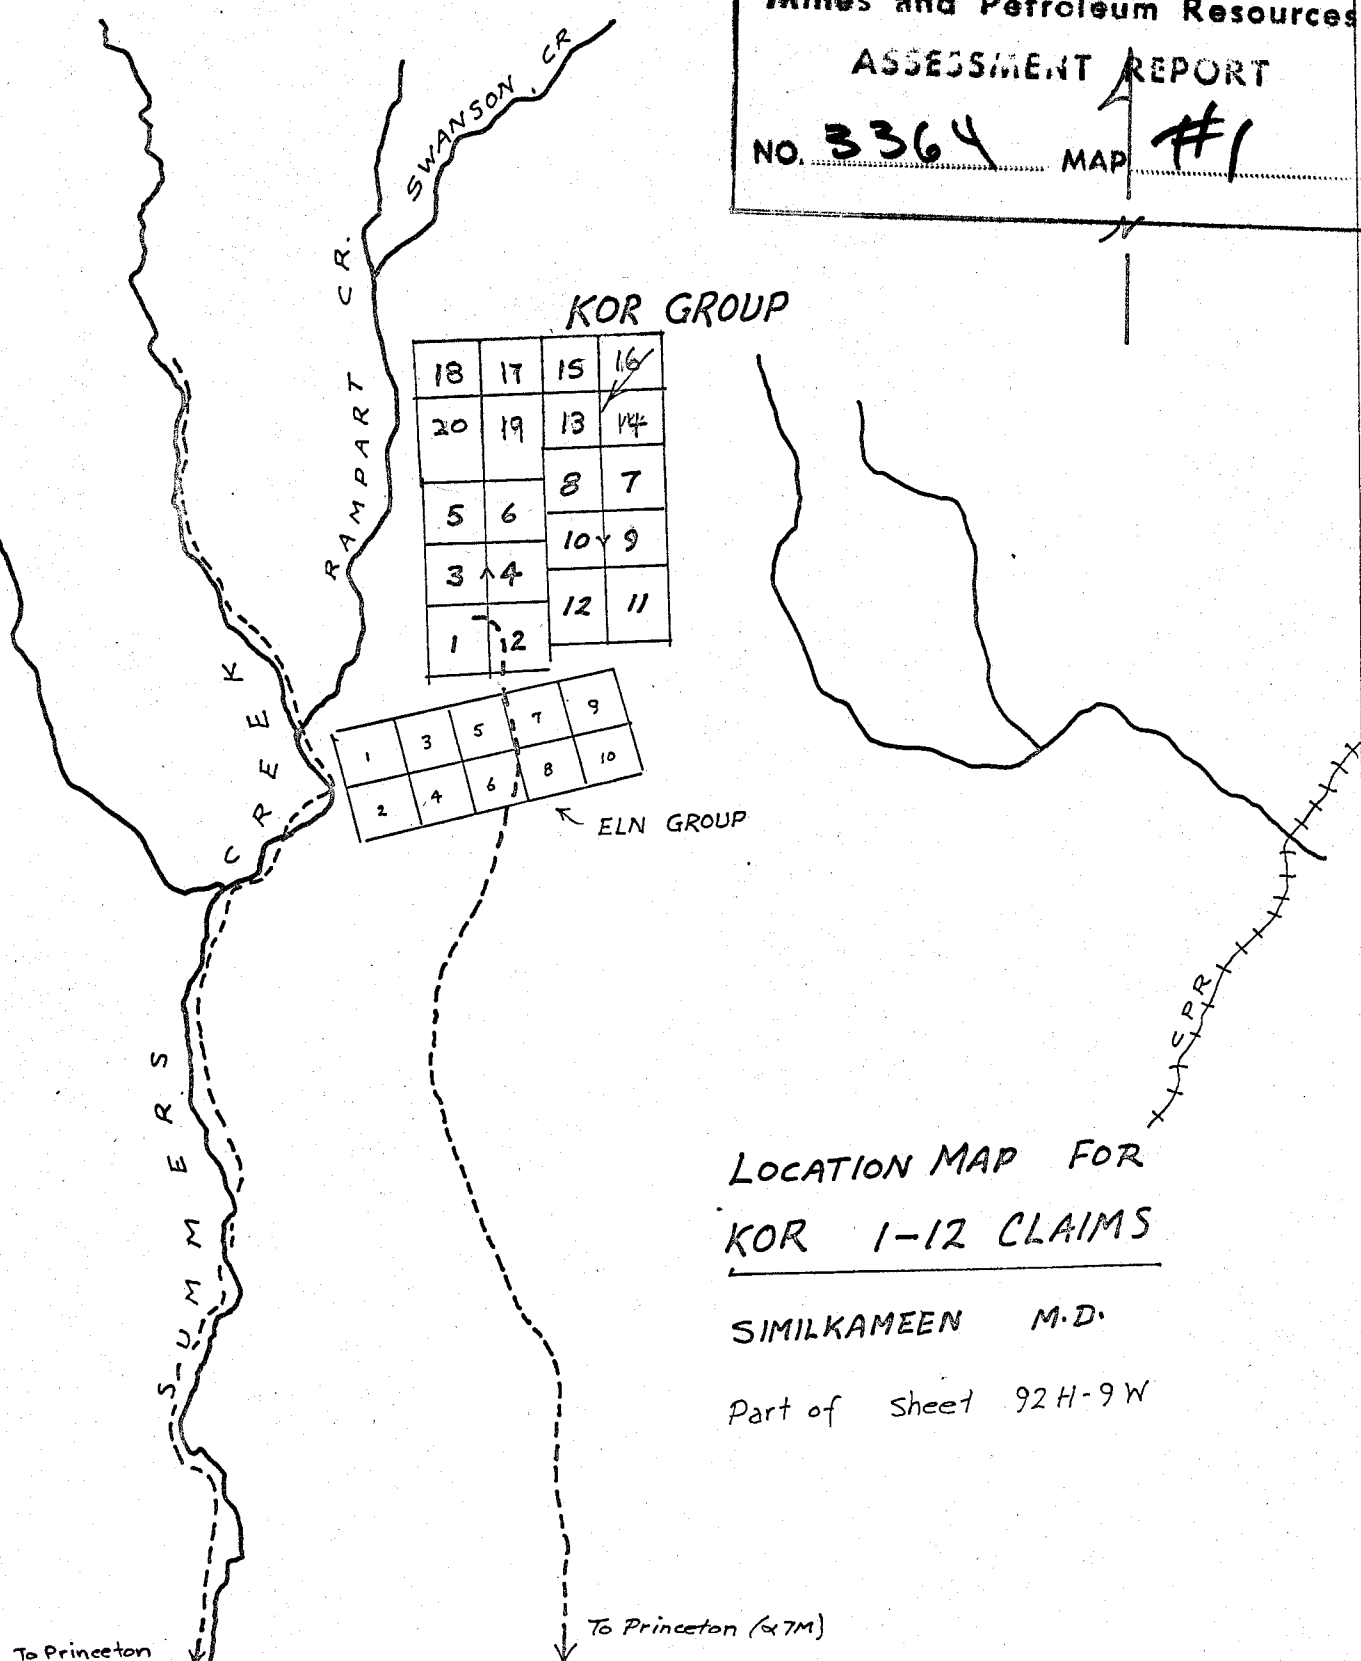 Mines and Petroleum Resources
ASSESSMENT REPORT
NO. 3364 MAP #1
N
SWANSON CR
RAMPART CR.
KOR GROUP
18 17 15 16
20 19 13 14
8 7
5 6
10 9
3 4
12 11
1 2
1 3 5 7 9
2 4 6 8 10
ELN GROUP
SUMMERS CREEK
CPR
LOCATION MAP FOR
KOR 1-12 CLAIMS
SIMILKAMEEN M.D.
Part of Sheet 92 H-9 W
To Princeton (∝ 7M)
To Princeton